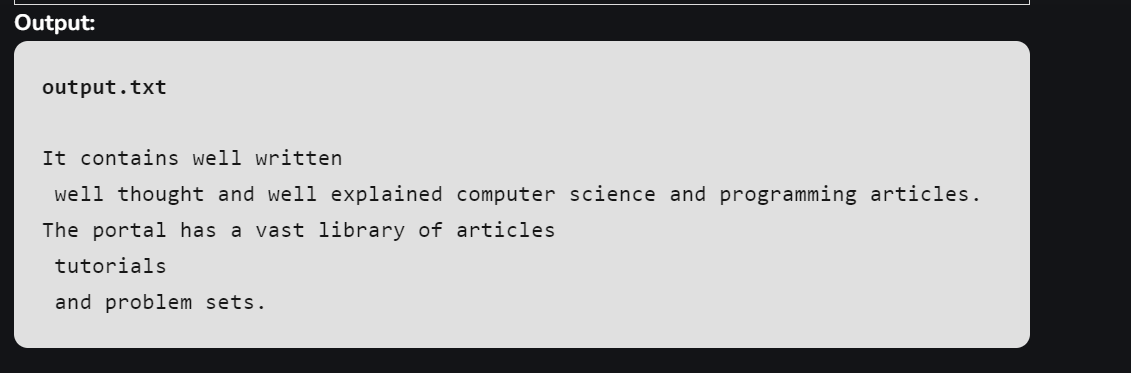 Output:
output.txt
It contains well written
well thought and well explained computer science and programming articles.
The portal has a vast library of articles
tutorials
and problem sets.